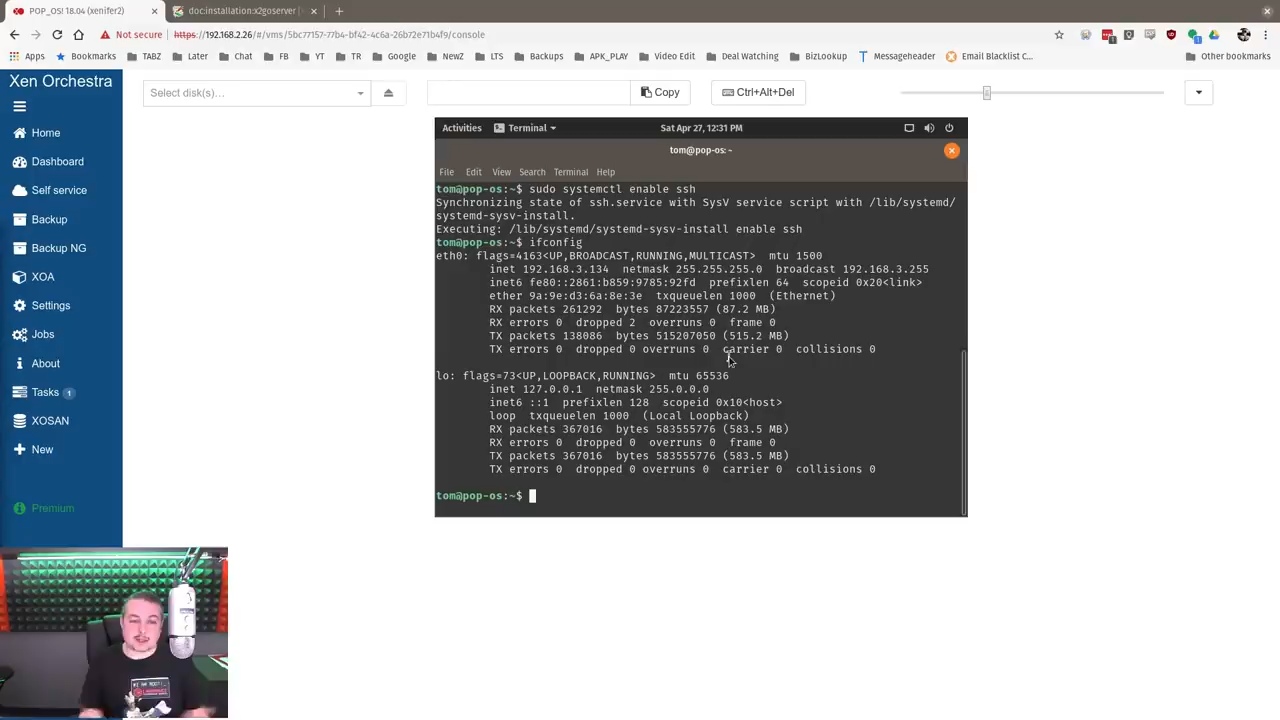 POP_OS! 18.04 (xenifer2)
doc:installation:x2goserver [
Not secure
https://192.168.2.26/#/vms/5bc77157-77b4-bf42-4c6a-26b72e71b4f9/console
Apps
Bookmarks
TABZ
Later
Chat
FB
YT
TR
Google
NewZ
LTS
Backups
APK_PLAY
Video Edit
Deal Watching
BizLookup
Messageheader
Email Blacklist C...
Other bookmarks
Xen Orchestra
Home
Dashboard
Self service
Backup
Backup NG
XOA
Settings
Jobs
About
Tasks 1
XOSAN
New
Premium
Select disk(s)...
Copy
Ctrl+Alt+Del
Activities
Terminal
Sat Apr 27, 12:31 PM
tom@pop-os: ~
File Edit View Search Terminal Help
tom@pop-os:~$ sudo systemctl enable ssh
Synchronizing state of ssh.service with SysV service script with /lib/systemd/
systemd-sysv-install.
Executing: /lib/systemd/systemd-sysv-install enable ssh
tom@pop-os:~$ ifconfig
eth0: flags=4163<UP,BROADCAST,RUNNING,MULTICAST> mtu 1500
inet 192.168.3.134 netmask 255.255.255.0 broadcast 192.168.3.255
inet6 fe80::2861:b859:9785:92fd prefixlen 64 scopeid 0x20<link>
ether 9a:9e:d3:6a:8e:3e txqueuelen 1000 (Ethernet)
RX packets 261292 bytes 87223557 (87.2 MB)
RX errors 0 dropped 2 overruns 0 frame 0
TX packets 138086 bytes 515207050 (515.2 MB)
TX errors 0 dropped 0 overruns 0 carrier 0 collisions 0
lo: flags=73<UP,LOOPBACK,RUNNING> mtu 65536
inet 127.0.0.1 netmask 255.0.0.0
inet6 ::1 prefixlen 128 scopeid 0x10<host>
loop txqueuelen 1000 (Local Loopback)
RX packets 367016 bytes 583555776 (583.5 MB)
RX errors 0 dropped 0 overruns 0 frame 0
TX packets 367016 bytes 583555776 (583.5 MB)
TX errors 0 dropped 0 overruns 0 carrier 0 collisions 0
tom@pop-os:~$